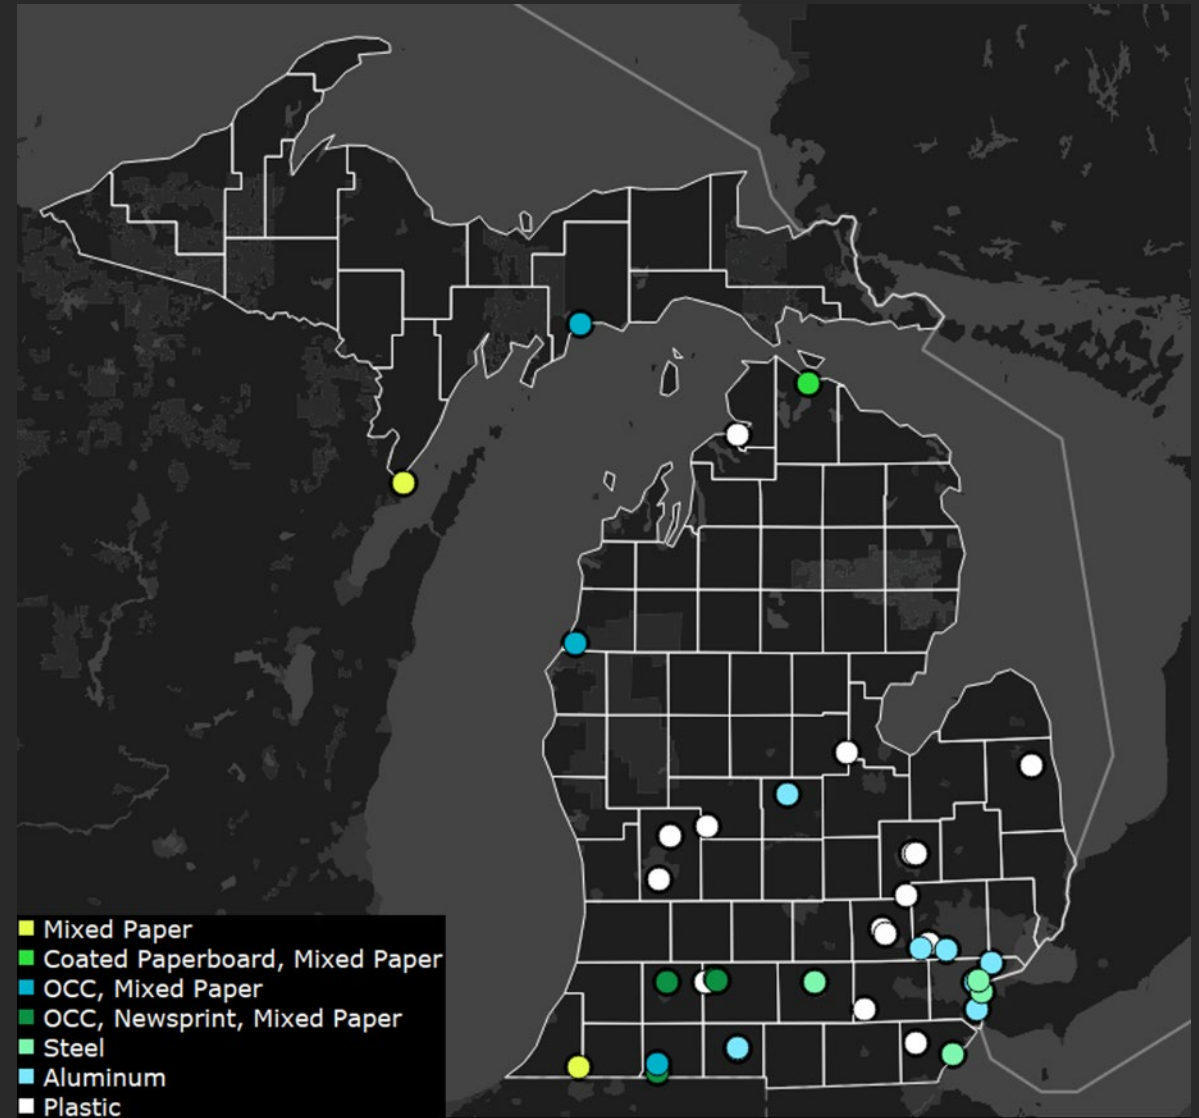 Mixed Paper
Coated Paperboard, Mixed Paper
OCC, Mixed Paper
OCC, Newsprint, Mixed Paper
Steel
Aluminum
Plastic